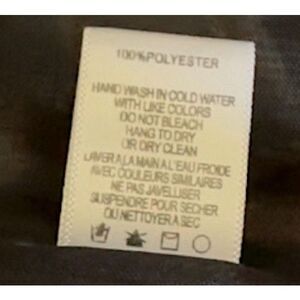 100% POLYESTER
HAND WASH IN COLD WATER
WITH LIKE COLORS
DO NOT BLEACH
HANG TO DRY
OR DRY CLEAN
LAVER A LA MAIN A L'EAU FROIDE
AVEC COULEURS SIMILAIRES
NE PAS JAVELLISER
SUSPENDRE POUR SECHER
OU NETTOYER A SEC